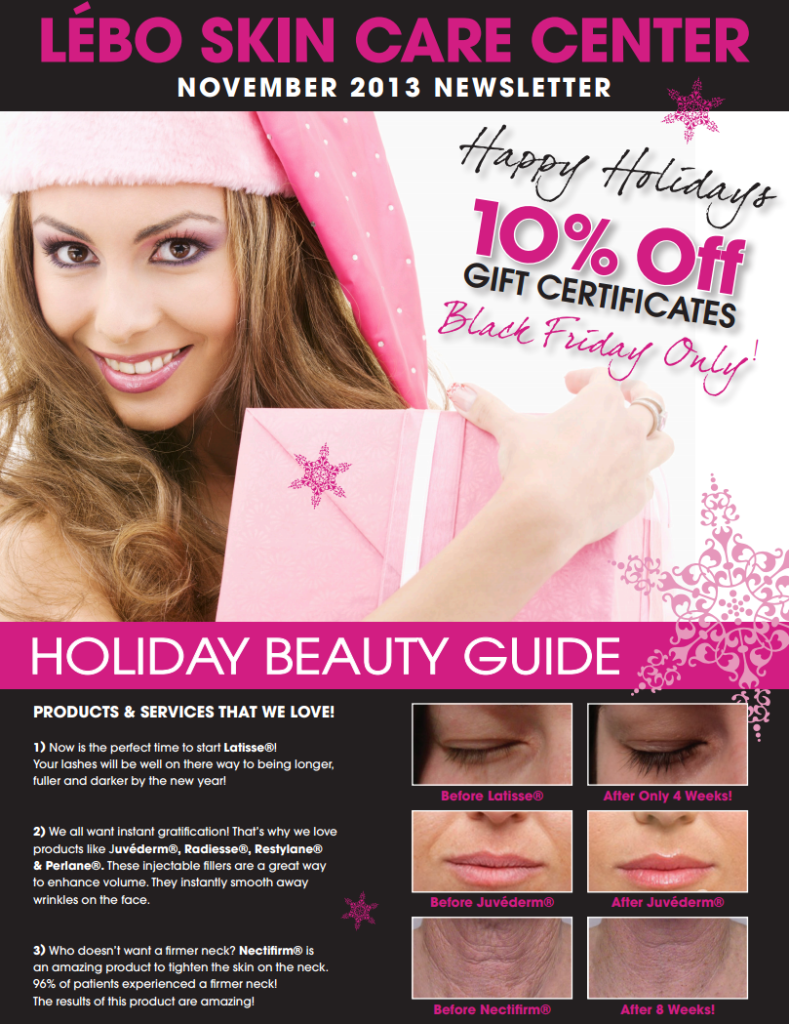 LÉBO SKIN CARE CENTER
NOVEMBER 2013 NEWSLETTER
Happy Holidays
10% Off
GIFT CERTIFICATES
Black Friday Only!
HOLIDAY BEAUTY GUIDE
PRODUCTS & SERVICES THAT WE LOVE!
1) Now is the perfect time to start Latisse®!
Your lashes will be well on there way to being longer,
fuller and darker by the new year!
Before Latisse®
After Only 4 Weeks!
2) We all want instant gratification! That's why we love
products like Juvéderm®, Radiesse®, Restylane®
& Perlane®. These injectable fillers are a great way
to enhance volume. They instantly smooth away
wrinkles on the face.
Before Juvéderm®
After Juvéderm®
3) Who doesn't want a firmer neck? Nectifirm® is
an amazing product to tighten the skin on the neck.
96% of patients experienced a firmer neck!
The results of this product are amazing!
Before Nectifirm®
After 8 Weeks!